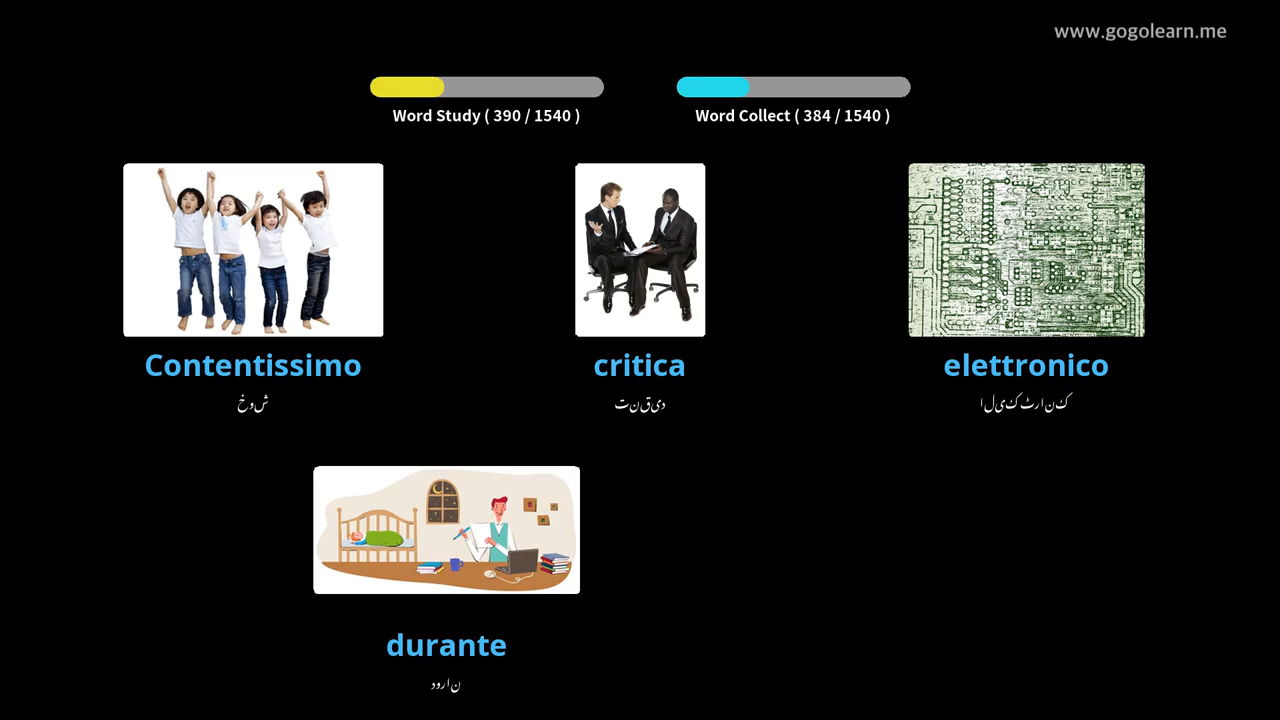 www.gogolearn.me
Word Study ( 390 / 1540 )
Word Collect ( 384 / 1540 )
Contentissimo
خوش
critica
تنقید
elettronico
الیکٹرانک
durante
دوران